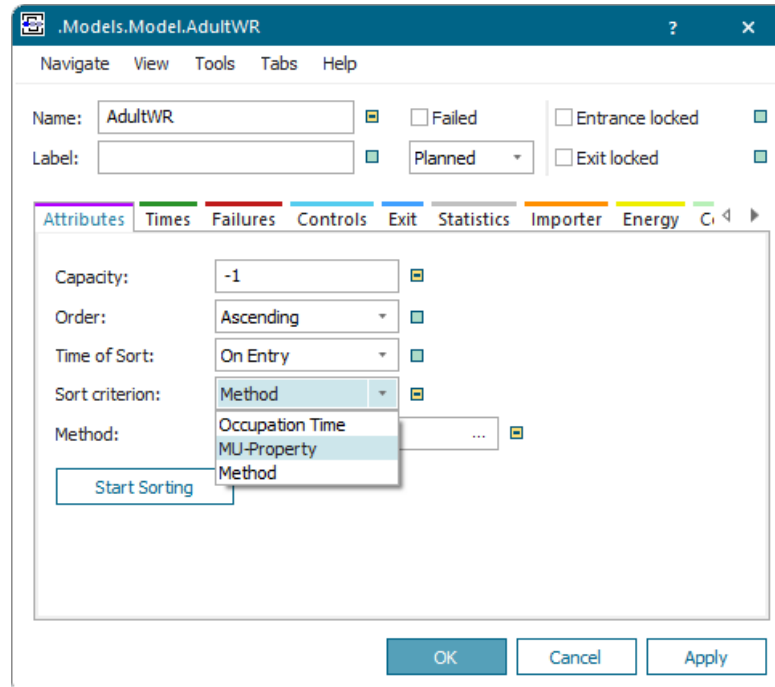 .Models.Model.AdultWR ? ×
Navigate View Tools Tabs Help
Name: AdultWR Failed Entrance locked
Label: Planned Exit locked
Attributes Times Failures Controls Exit Statistics Importer Energy
Capacity: -1
Order: Ascending
Time of Sort: On Entry
Sort criterion: Method
Occupation Time
Method: ...
MU-Property
Method
Start Sorting
OK Cancel Apply